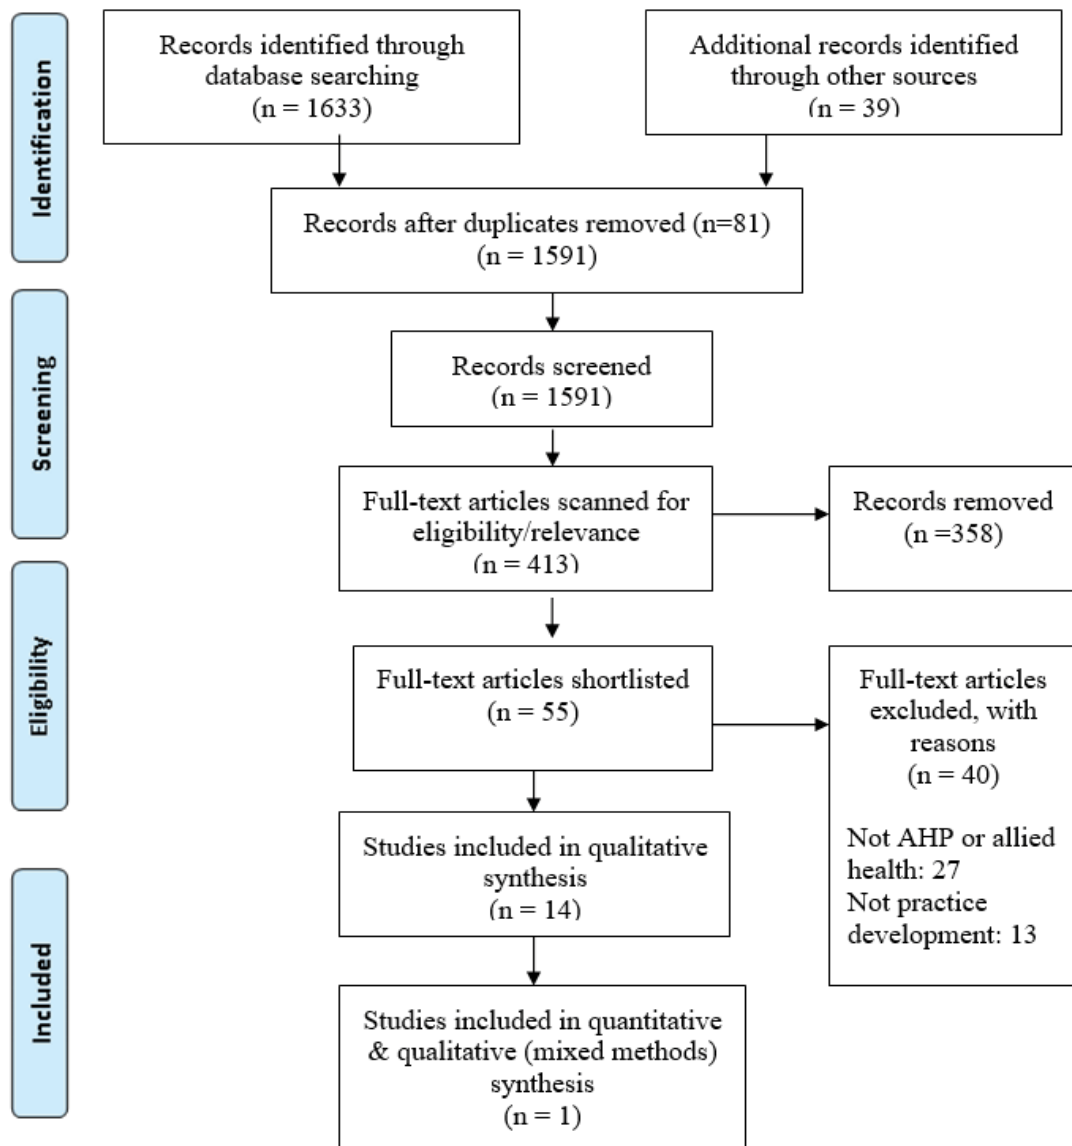 Identification
Records identified through
database searching
(n = 1633)
Additional records identified
through other sources
(n = 39)
Records after duplicates removed (n=81)
(n = 1591)
Screening
Records screened
(n = 1591)
Full-text articles scanned for
eligibility/relevance
(n = 413)
Records removed
(n =358)
Eligibility
Full-text articles shortlisted
(n = 55)
Full-text articles
excluded, with
reasons
(n = 40)
Not AHP or allied
health: 27
Not practice
development: 13
Studies included in qualitative
synthesis
(n = 14)
Included
Studies included in quantitative
& qualitative (mixed methods)
synthesis
(n = 1)